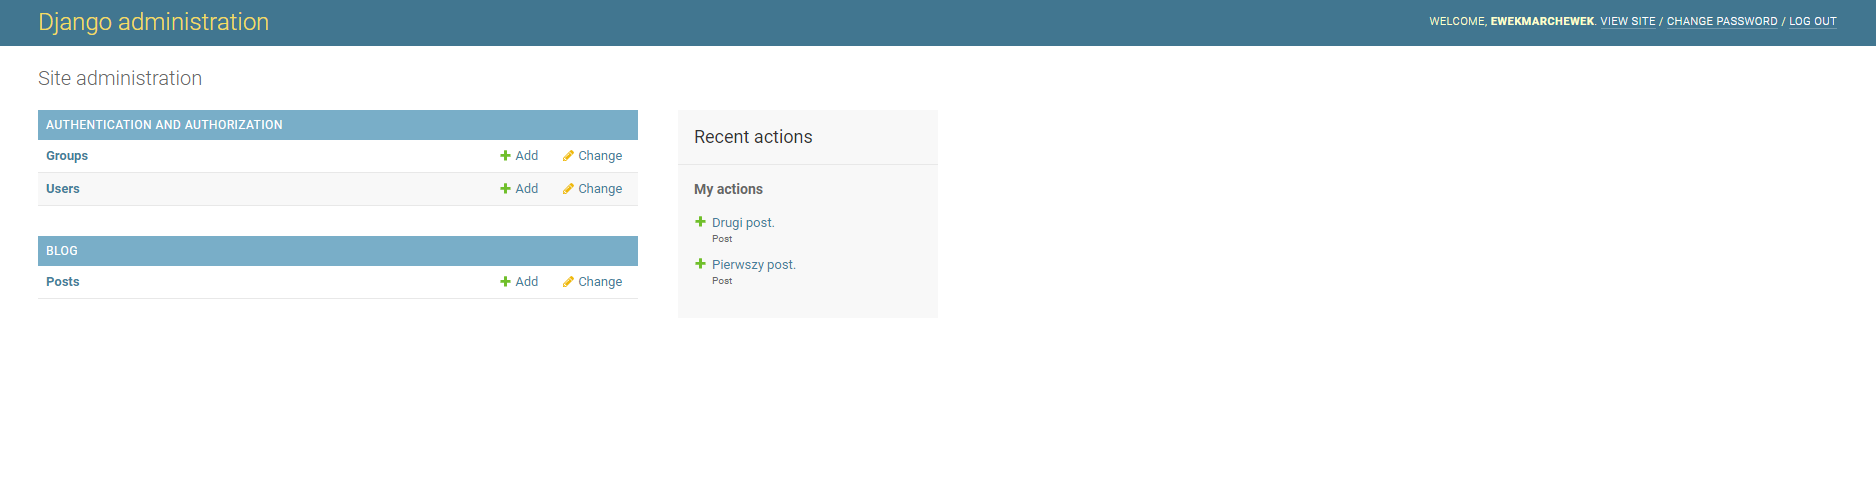 Django administration
WELCOME, EWEKMARCHEWEK. VIEW SITE / CHANGE PASSWORD / LOG OUT
Site administration
AUTHENTICATION AND AUTHORIZATION
Groups Add Change
Users Add Change
BLOG
Posts Add Change
Recent actions
My actions
Drugi post.
Post
Pierwszy post.
Post